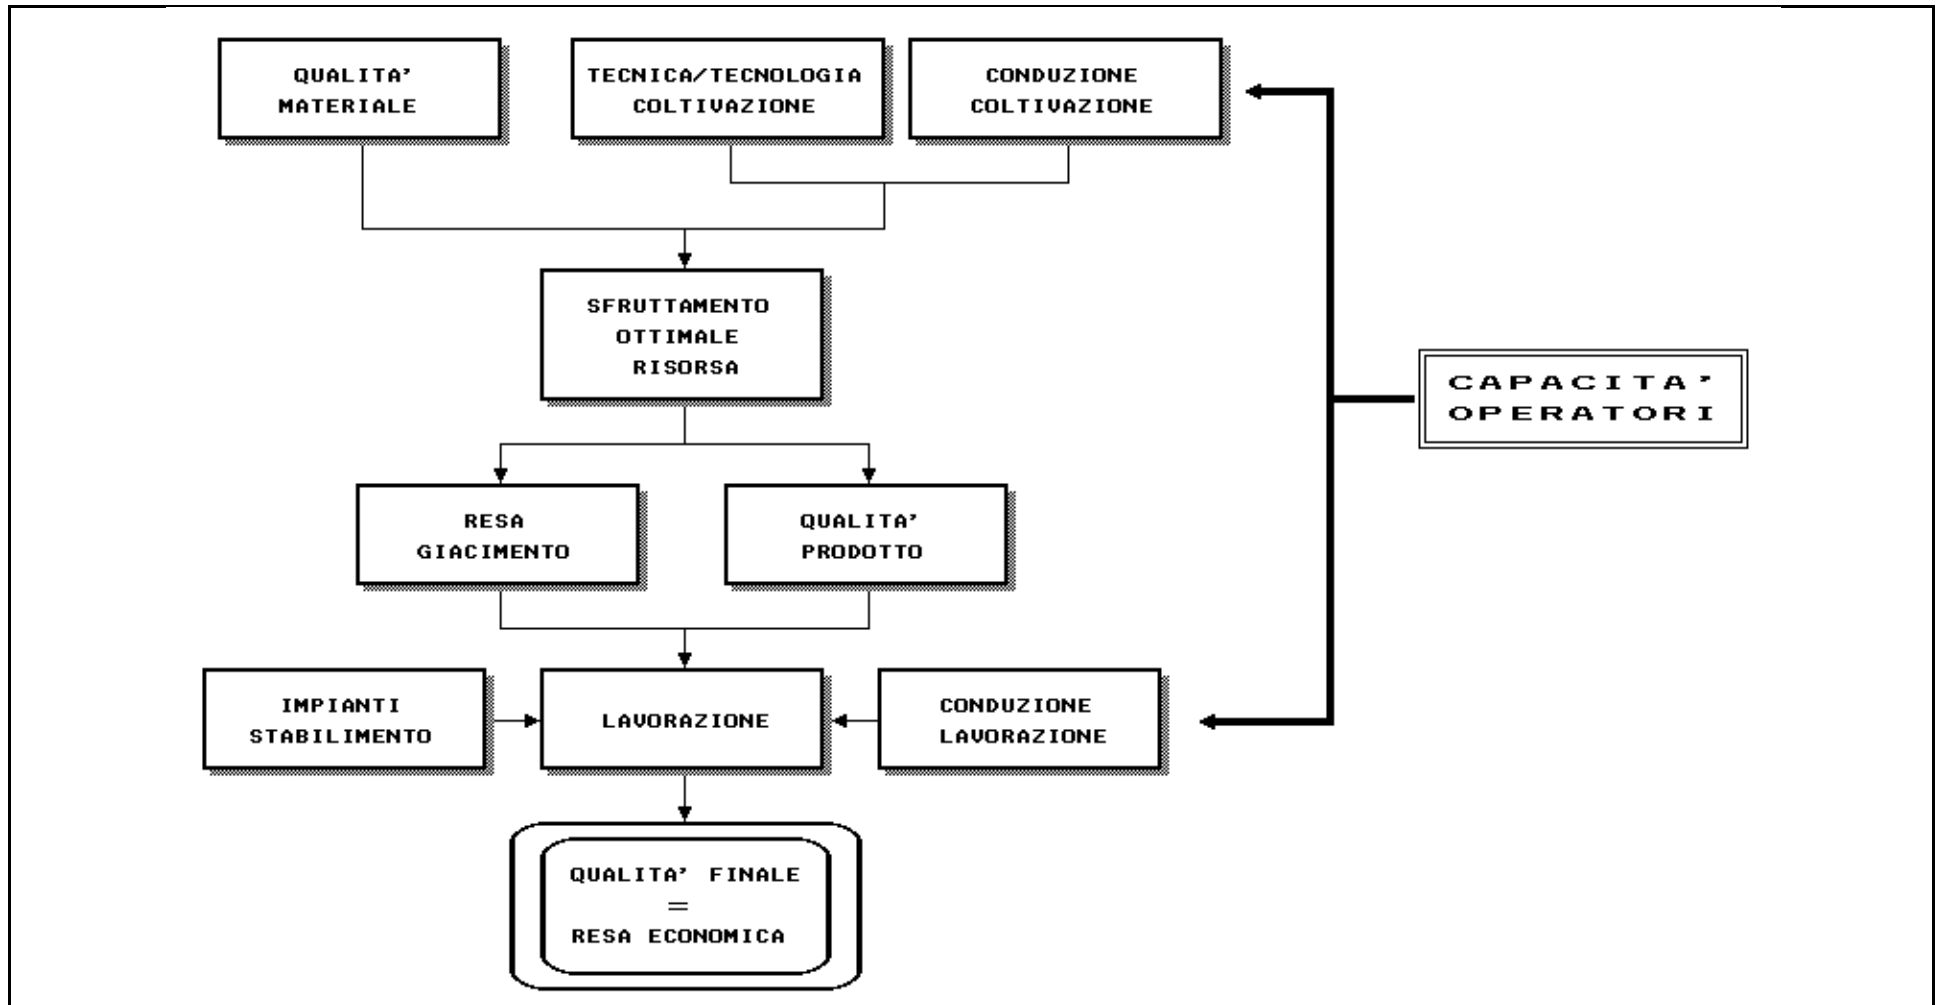 QUALITA'
MATERIALE
TECNICA/TECNOLOGIA
COLTIVAZIONE
CONDUZIONE
COLTIVAZIONE
SFRUTTAMENTO
OTTIMALE
RISORSA
CAPACITA'
OPERATORI
RESA
GIACIMENTO
QUALITA'
PRODOTTO
IMPIANTI
STABILIMENTO
LAVORAZIONE
CONDUZIONE
LAVORAZIONE
QUALITA' FINALE
=
RESA ECONOMICA